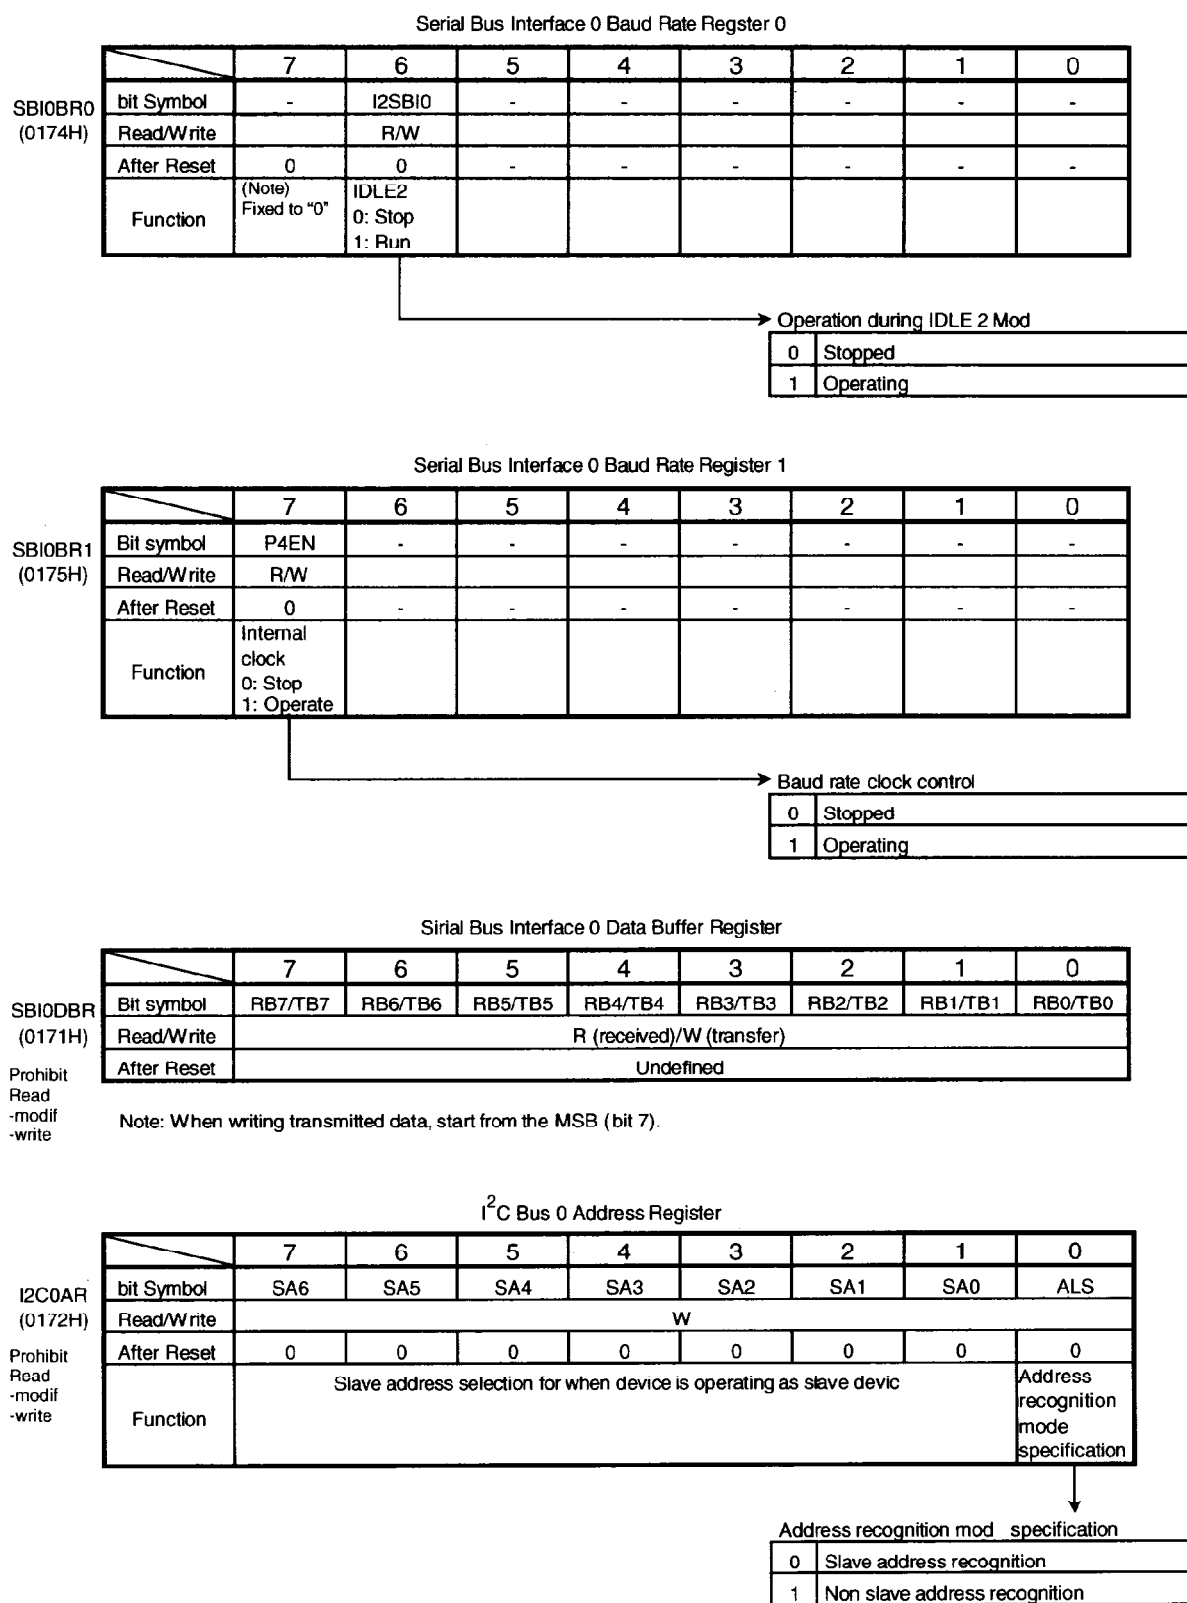 Serial Bus Interface 0 Baud Rate Regster 0
7 6 5 4 3 2 1 0
SBI0BR0
(0174H)
bit Symbol - I2SBI0 - - - - - -
Read/Write R/W
After Reset 0 0 - - - - - -
Function
(Note)
Fixed to "0"
IDLE2
0: Stop
1: Run
Operation during IDLE 2 Mod
0 Stopped
1 Operating
Serial Bus Interface 0 Baud Rate Register 1
7 6 5 4 3 2 1 0
SBI0BR1
(0175H)
Bit symbol P4EN - - - - - - -
Read/Write R/W
After Reset 0 - - - - - - -
Function
Internal
clock
0: Stop
1: Operate
Baud rate clock control
0 Stopped
1 Operating
Sirial Bus Interface 0 Data Buffer Register
7 6 5 4 3 2 1 0
SBI0DBR
(0171H)
Prohibit
Read
-modif
-write
Bit symbol RB7/TB7 RB6/TB6 RB5/TB5 RB4/TB4 RB3/TB3 RB2/TB2 RB1/TB1 RB0/TB0
Read/Write R (received)/W (transfer)
After Reset Undefined
Note: When writing transmitted data, start from the MSB (bit 7).
I2C Bus 0 Address Register
7 6 5 4 3 2 1 0
I2C0AR
(0172H)
Prohibit
Read
-modif
-write
bit Symbol SA6 SA5 SA4 SA3 SA2 SA1 SA0 ALS
Read/Write W
After Reset 0 0 0 0 0 0 0 0
Function
Slave address selection for when device is operating as slave devic
Address
recognition
mode
specification
Address recognition mod specification
0 Slave address recognition
1 Non slave address recognition